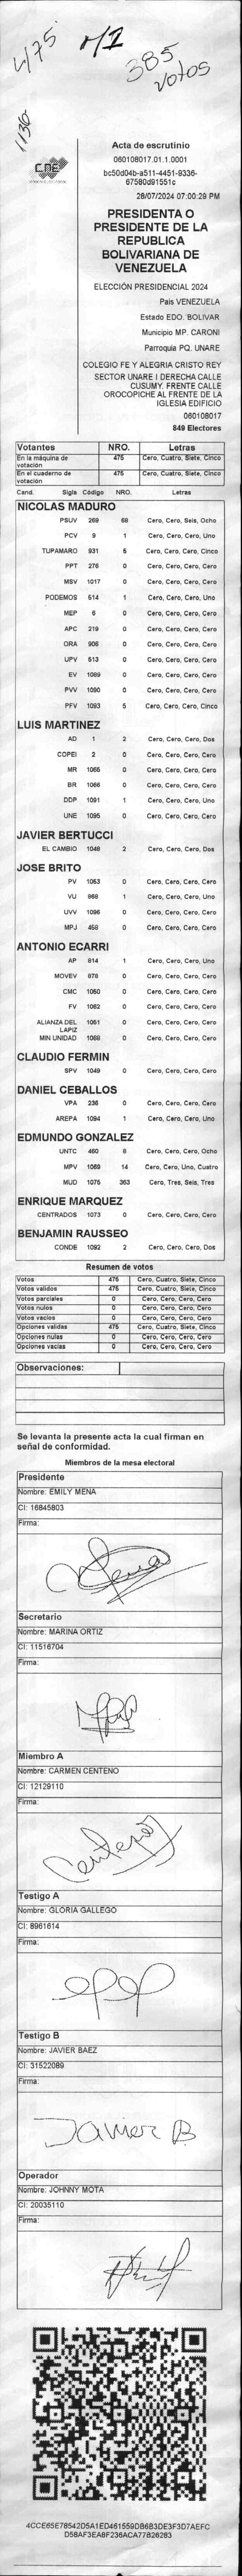 475 M1 385 votos
1130
CNE
Acta de escrutinio
060108017.01.1.0001
bc50d04b-a511-4451-9336-
67580d91551c
28/07/2024 07:00:29 PM
PRESIDENTA O
PRESIDENTE DE LA
REPUBLICA
BOLIVARIANA DE
VENEZUELA
ELECCIÓN PRESIDENCIAL 2024
Pais VENEZUELA
Estado EDO. BOLIVAR
Municipio MP. CARONI
Parroquia PQ. UNARE
COLEGIO FE Y ALEGRIA CRISTO REY
SECTOR UNARE I DERECHA CALLE
CUSUMY. FRENTE CALLE
OROCOPICHE AL FRENTE DE LA
IGLESIA EDIFICIO
060108017
849 Electores
Votantes NRO. Letras
En la máquina de
votación 475 Cero, Cuatro, Siete, Cinco
En el cuaderno de
votación 475 Cero, Cuatro, Siete, Cinco
Cand. Sigla Código NRO. Letras
NICOLAS MADURO
PSUV 269 68 Cero, Cero, Seis, Ocho
PCV 9 1 Cero, Cero, Cero, Uno
TUPAMARO 931 5 Cero, Cero, Cero, Cinco
PPT 276 0 Cero, Cero, Cero, Cero
MSV 1017 0 Cero, Cero, Cero, Cero
PODEMOS 514 1 Cero, Cero, Cero, Uno
MEP 6 0 Cero, Cero, Cero, Cero
APC 219 0 Cero, Cero, Cero, Cero
ORA 906 0 Cero, Cero, Cero, Cero
UPV 513 0 Cero, Cero, Cero, Cero
EV 1089 0 Cero, Cero, Cero, Cero
PVV 1090 0 Cero, Cero, Cero, Cero
PFV 1093 5 Cero, Cero, Cero, Cinco
LUIS MARTINEZ
AD 1 2 Cero, Cero, Cero, Dos
COPEI 2 0 Cero, Cero, Cero, Cero
MR 1065 0 Cero, Cero, Cero, Cero
BR 1066 0 Cero, Cero, Cero, Cero
DDP 1091 1 Cero, Cero, Cero, Uno
UNE 1095 0 Cero, Cero, Cero, Cero
JAVIER BERTUCCI
EL CAMBIO 1048 2 Cero, Cero, Cero, Dos
JOSE BRITO
PV 1053 0 Cero, Cero, Cero, Cero
VU 868 1 Cero, Cero, Cero, Uno
UVV 1096 0 Cero, Cero, Cero, Cero
MPJ 458 0 Cero, Cero, Cero, Cero
ANTONIO ECARRI
AP 814 1 Cero, Cero, Cero, Uno
MOVEV 878 0 Cero, Cero, Cero, Cero
CMC 1050 0 Cero, Cero, Cero, Cero
FV 1062 0 Cero, Cero, Cero, Cero
ALIANZA DEL
LAPIZ 1061 0 Cero, Cero, Cero, Cero
MIN UNIDAD 1068 0 Cero, Cero, Cero, Cero
CLAUDIO FERMIN
SPV 1049 0 Cero, Cero, Cero, Cero
DANIEL CEBALLOS
VPA 236 0 Cero, Cero, Cero, Cero
AREPA 1094 1 Cero, Cero, Cero, Uno
EDMUNDO GONZALEZ
UNTC 460 8 Cero, Cero, Cero, Ocho
MPV 1069 14 Cero, Cero, Uno, Cuatro
MUD 1075 363 Cero, Tres, Seis, Tres
ENRIQUE MARQUEZ
CENTRADOS 1073 0 Cero, Cero, Cero, Cero
BENJAMIN RAUSSEO
CONDE 1092 2 Cero, Cero, Cero, Dos
Resumen de votos
Votos 475 Cero, Cuatro, Siete, Cinco
Votos validos 475 Cero, Cuatro, Siete, Cinco
Votos parciales 0 Cero, Cero, Cero, Cero
Votos nulos 0 Cero, Cero, Cero, Cero
Votos vacios 0 Cero, Cero, Cero, Cero
Opciones validas 475 Cero, Cuatro, Siete, Cinco
Opciones nulas 0 Cero, Cero, Cero, Cero
Opciones vacias 0 Cero, Cero, Cero, Cero
Observaciones:
Se levanta la presente acta la cual firman en
señal de conformidad.
Miembros de la mesa electoral
Presidente
Nombre: EMILY MENA
CI: 16845803
Firma:
Secretario
Nombre: MARINA ORTIZ
CI: 11516704
Firma:
Miembro A
Nombre: CARMEN CENTENO
CI: 12129110
Firma:
Centeno
Testigo A
Nombre: GLORIA GALLEGO
CI: 8961614
Firma:
Testigo B
Nombre: JAVIER BAEZ
CI: 31522089
Firma:
Javier B
Operador
Nombre: JOHNNY MOTA
CI: 20035110
Firma:
4CCE65E78542D5A1ED461559DB6B3DE3F3D7AEFC
D58AF3EA8F236ACA77B26283